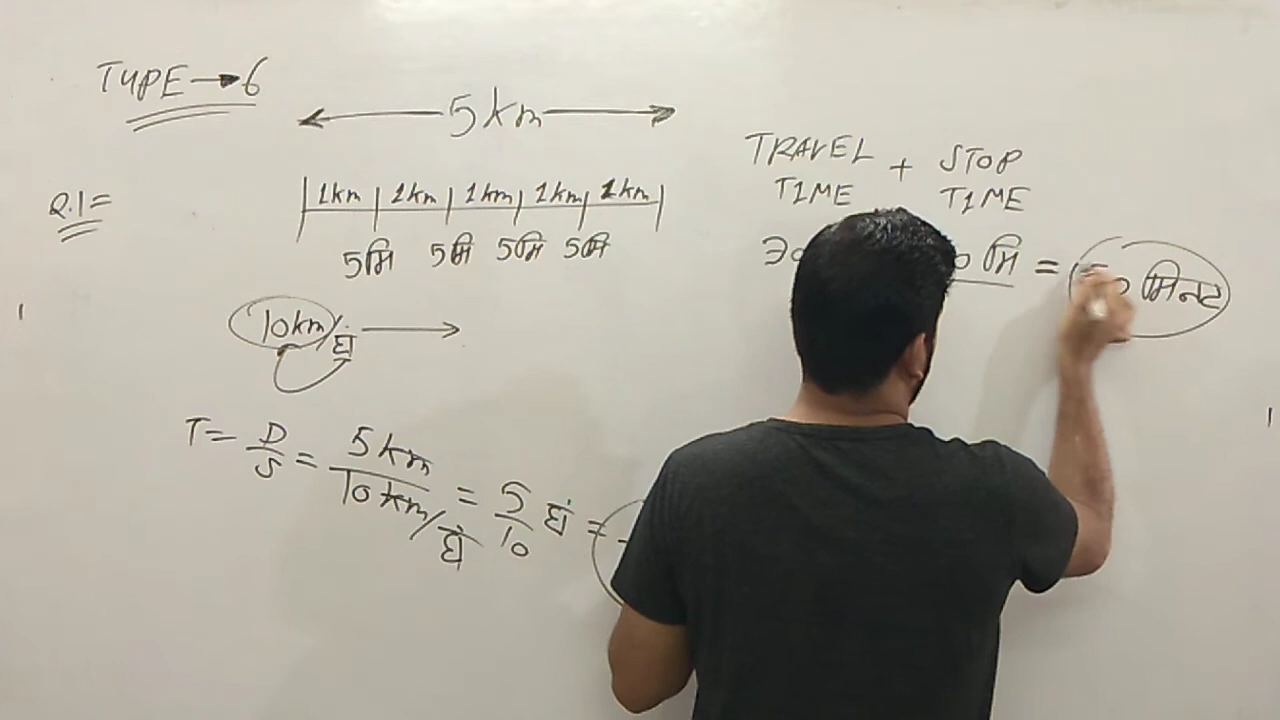 TYPE → 6
5km
Q.1=
1km 1km 1km 1km 1km
5मि 5मि 5मि 5मि
10km/घं
T= D/S = 5km/10km/घं = 5/10 घं =
TRAVEL + STOP
TIME TIME
मि = मिनट